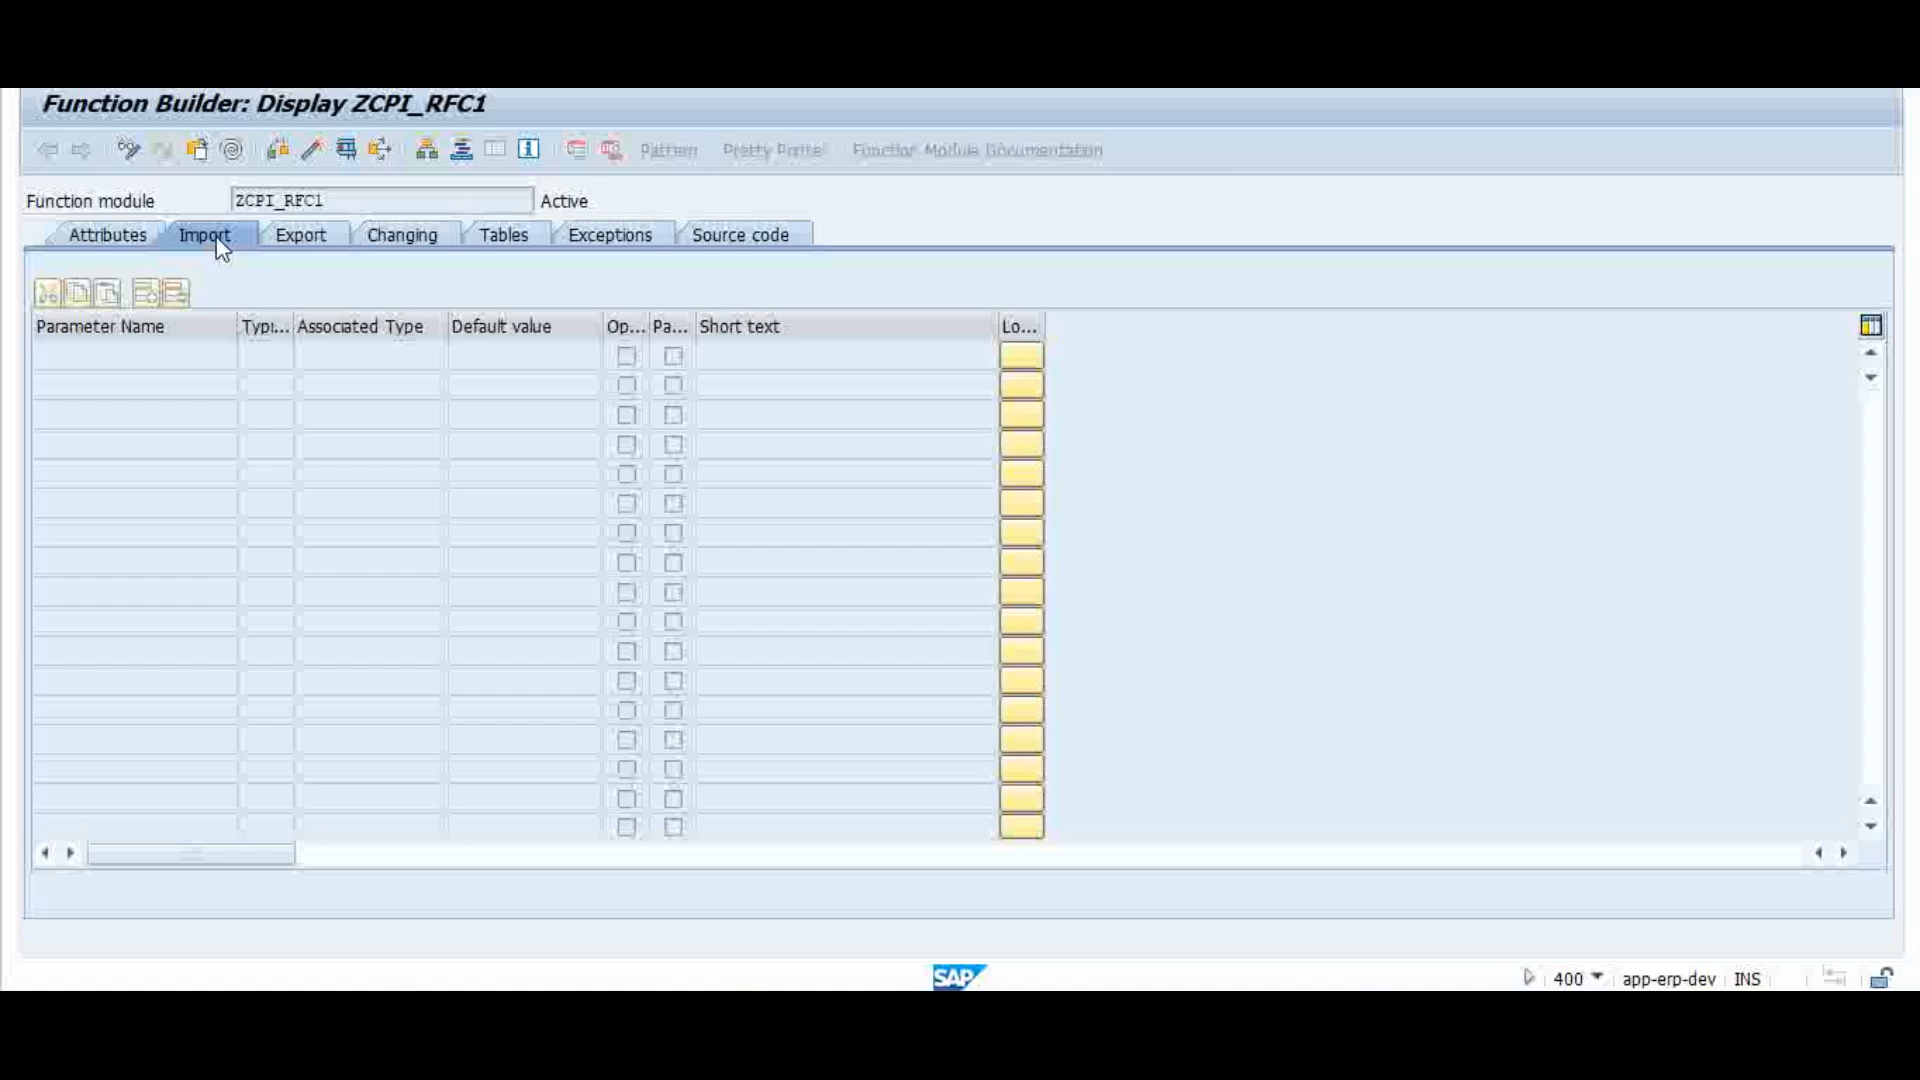 Function Builder: Display ZCPI_RFC1
Pattern Pretty Printer Function Module Documentation
Function module ZCPI_RFC1 Active
Attributes Import Export Changing Tables Exceptions Source code
Parameter Name Typi... Associated Type Default value Op... Pa... Short text Lo...
SAP 400 app-erp-dev INS